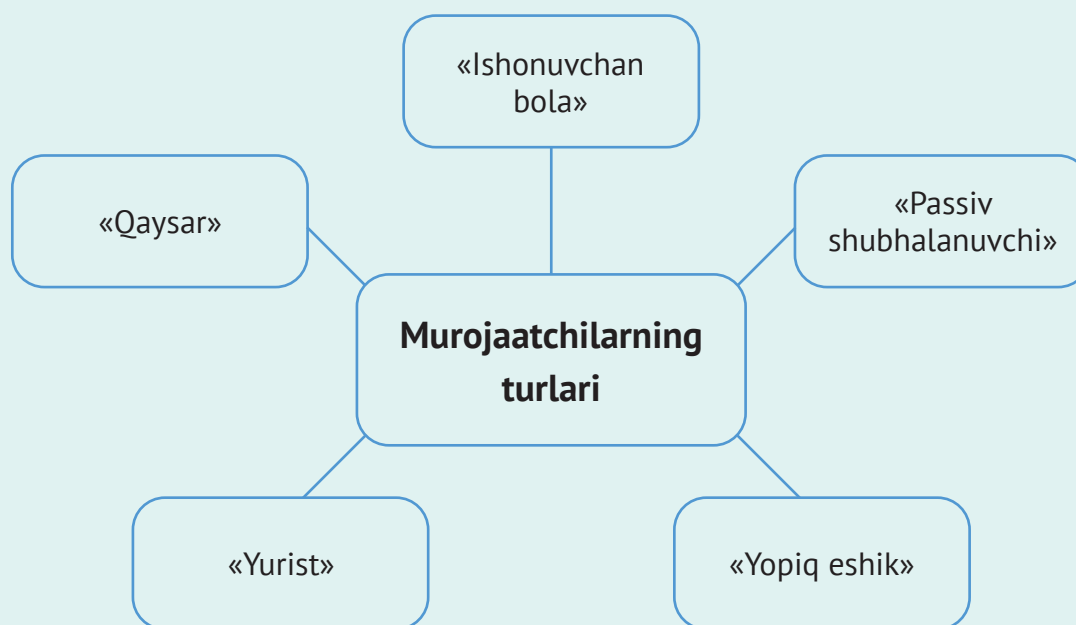 «Ishonuvchan
bola»
«Qaysar»
«Passiv
shubhalanuvchi»
Murojaatchilarning
turlari
«Yurist»
«Yopiq eshik»